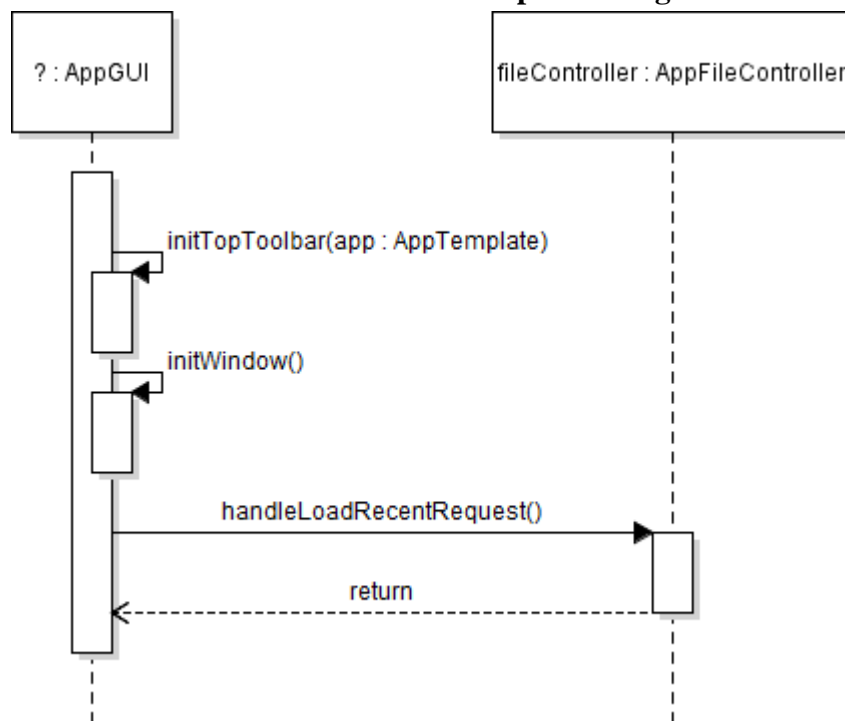 ? : AppGUI
fileController : AppFileController
initTopToolbar(app : AppTemplate)
initWindow()
handleLoadRecentRequest()
return